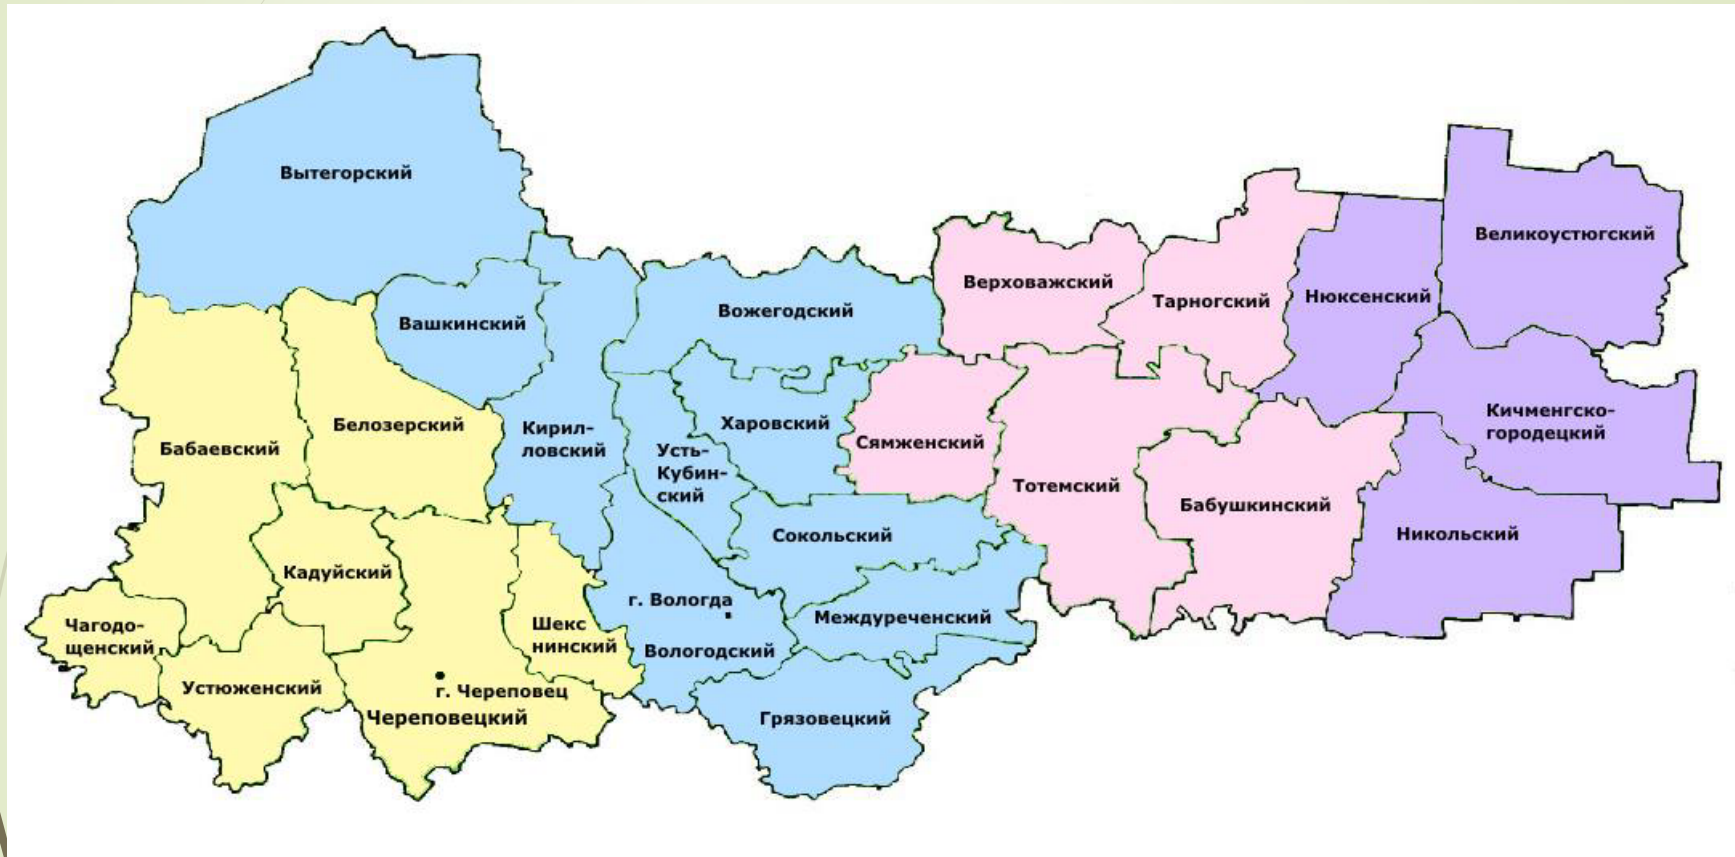 Вытегорский
Великоустюгский
Верховажский
Тарногский
Нюксенский
Вожегодский
Вашкинский
Белозерский
Бабаевский
Кирил-
ловский
Харовский
Усть-
Кубин-
ский
Сямженский
Кичменгско-
городецкий
Тотемский
Бабушкинский
Никольский
Сокольский
Кадуйский
г. Вологда
Междуреченский
Чагодо-
щенский
Шекс
нинский
Вологодский
Устюженский
г. Череповец
Череповецкий
Грязовецкий